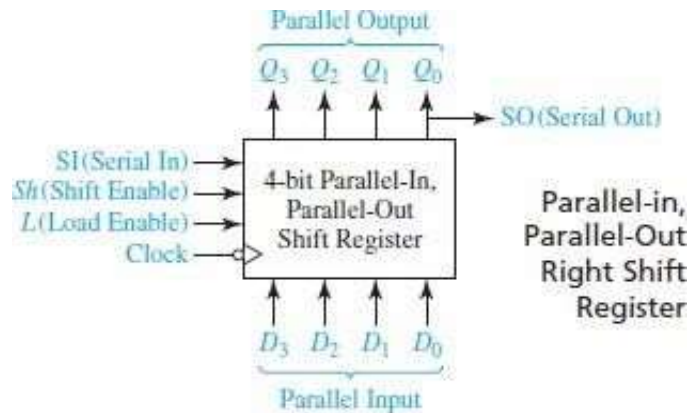 Parallel Output
Q3 Q2 Q1 Q0
SO (Serial Out)
SI (Serial In)
Sh (Shift Enable)
L (Load Enable)
Clock
4-bit Parallel-In,
Parallel-Out
Shift Register
Parallel-in,
Parallel-Out
Right Shift
Register
D3 D2 D1 D0
Parallel Input